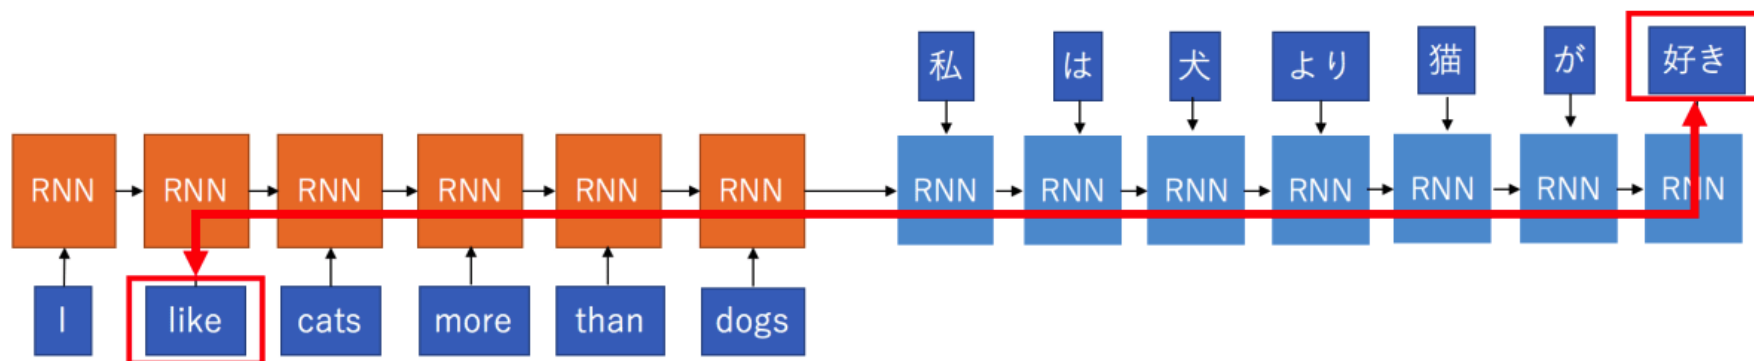 私 は 犬 より 猫 が 好き
RNN RNN RNN RNN RNN RNN RNN RNN RNN RNN RNN RNN RNN
I like cats more than dogs